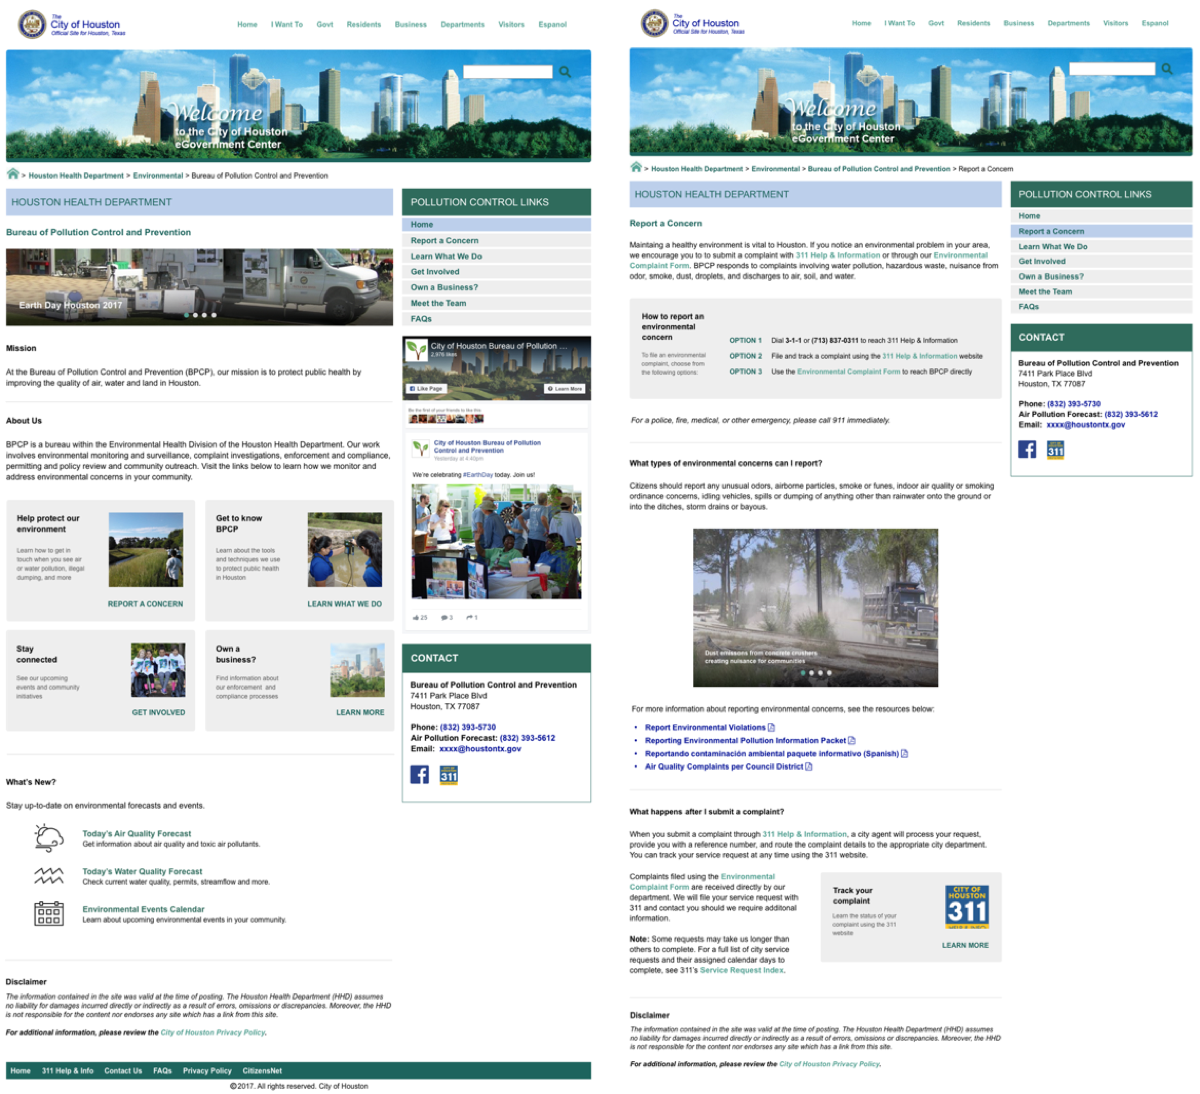 The
City of Houston
Official Site for Houston, Texas
Home I Want To Govt Residents Business Departments Visitors Espanol
Welcome
to the City of Houston
eGovernment Center
> Houston Health Department > Environmental > Bureau of Pollution Control and Prevention
HOUSTON HEALTH DEPARTMENT
Bureau of Pollution Control and Prevention
Earth Day Houston 2017
Mission
At the Bureau of Pollution Control and Prevention (BPCP), our mission is to protect public health by
improving the quality of air, water and land in Houston.
About Us
BPCP is a bureau within the Environmental Health Division of the Houston Health Department. Our work
involves environmental monitoring and surveillance, complaint investigations, enforcement and compliance,
permitting and policy review and community outreach. Visit the links below to learn how we monitor and
address environmental concerns in your community.
Help protect our
environment
Learn how to get in
touch when you see air
or water pollution, illegal
dumping, and more
REPORT A CONCERN
Get to know
BPCP
Learn about the tools
and techniques we use
to protect public health
in Houston
LEARN WHAT WE DO
Stay
connected
See our upcoming
events and community
initiatives
GET INVOLVED
Own a
business?
Find information about
our enforcement and
compliance processes
LEARN MORE
What's New?
Stay up-to-date on environmental forecasts and events.
Today's Air Quality Forecast
Get information about air quality and toxic air pollutants.
Today's Water Quality Forecast
Check current water quality, permits, streamflow and more.
Environmental Events Calendar
Learn about upcoming environmental events in your community.
Disclaimer
The information contained in the site was valid at the time of posting. The Houston Health Department (HHD) assumes
no liability for damages incurred directly or indirectly as a result of errors, omissions or discrepancies. Moreover, the HHD
is not responsible for the content nor endorses any site which has a link from this site.
For additional information, please review the City of Houston Privacy Policy.
POLLUTION CONTROL LINKS
Home
Report a Concern
Learn What We Do
Get Involved
Own a Business?
Meet the Team
FAQs
City of Houston Bureau of Pollution ...
2,978 likes
Like Page
Learn More
Be the first of your friends to like this
City of Houston Bureau of Pollution
Control and Prevention
Yesterday at 4:40pm
We're celebrating #EarthDay today. Join us!
25 3 1
CONTACT
Bureau of Pollution Control and Prevention
7411 Park Place Blvd
Houston, TX 77087
Phone: (832) 393-5730
Air Pollution Forecast: (832) 393-5612
Email: xxxx@houstontx.gov
311
Home 311 Help & Info Contact Us FAQs Privacy Policy CitizensNet
©2017. All rights reserved. City of Houston
The
City of Houston
Official Site for Houston, Texas
Home I Want To Govt Residents Business Departments Visitors Espanol
Welcome
to the City of Houston
eGovernment Center
> Houston Health Department > Environmental > Bureau of Pollution Control and Prevention > Report a Concern
HOUSTON HEALTH DEPARTMENT
Report a Concern
Maintaing a healthy environment is vital to Houston. If you notice an environmental problem in your area,
we encourage you to to submit a complaint with 311 Help & Information or through our Environmental
Complaint Form. BPCP responds to complaints involving water pollution, hazardous waste, nuisance from
odor, smoke, dust, droplets, and discharges to air, soil, and water.
How to report an
environmental
concern
To file an environmental
complaint, choose from
the following options:
OPTION 1 Dial 3-1-1 or (713) 837-0311 to reach 311 Help & Information
OPTION 2 File and track a complaint using the 311 Help & Information website
OPTION 3 Use the Environmental Complaint Form to reach BPCP directly
For a police, fire, medical, or other emergency, please call 911 immediately.
What types of environmental concerns can I report?
Citizens should report any unusual odors, airborne particles, smoke or fumes, indoor air quality or smoking
ordinance concerns, idling vehicles, spills or dumping of anything other than rainwater onto the ground or
into the ditches, storm drains or bayous.
Dust emissions from concrete crushers
creating nuisance for communities
For more information about reporting environmental concerns, see the resources below:
• Report Environmental Violations
• Reporting Environmental Pollution Information Packet
• Reportando contaminación ambiental paquete informativo (Spanish)
• Air Quality Complaints per Council District
What happens after I submit a complaint?
When you submit a complaint through 311 Help & Information, a city agent will process your request,
provide you with a reference number, and route the complaint details to the appropriate city department.
You can track your service request at any time using the 311 website.
Complaints filed using the Environmental
Complaint Form are received directly by our
department. We will file your service request with
311 and contact you should we require additonal
information.
Note: Some requests may take us longer than
others to complete. For a full list of city service
requests and their assigned calendar days to
complete, see 311's Service Request Index.
Track your
complaint
Learn the status of your
complaint using the 311
website
CITY OF
HOUSTON
311
HELP & INFO
LEARN MORE
Disclaimer
The information contained in the site was valid at the time of posting. The Houston Health Department (HHD) assumes
no liability for damages incurred directly or indirectly as a result of errors, omissions or discrepancies. Moreover, the HHD
is not responsible for the content nor endorses any site which has a link from this site.
For additional information, please review the City of Houston Privacy Policy.
POLLUTION CONTROL LINKS
Home
Report a Concern
Learn What We Do
Get Involved
Own a Business?
Meet the Team
FAQs
CONTACT
Bureau of Pollution Control and Prevention
7411 Park Place Blvd
Houston, TX 77087
Phone: (832) 393-5730
Air Pollution Forecast: (832) 393-5612
Email: xxxx@houstontx.gov
311